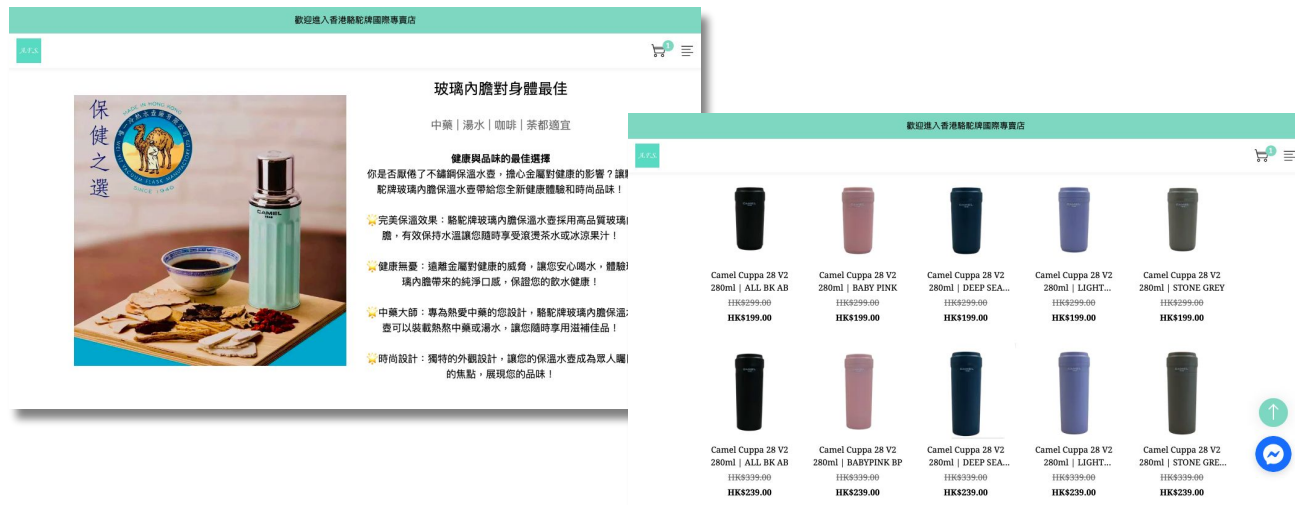 歡迎進入香港駱駝牌國際專賣店
A.T.S.
1
玻璃內膽對身體最佳
中藥 | 湯水 | 咖啡 | 茶都適宜
健康與品味的最佳選擇
你是否厭倦了不鏽鋼保溫水壺，擔心金屬對健康的影響？讓
駝牌玻璃內膽保溫水壺帶給您全新健康體驗和時尚品味！
🌟完美保溫效果：駱駝牌玻璃內膽保溫水壺採用高品質玻璃
膽，有效保持水溫讓您隨時享受滾燙茶水或冰涼果汁！
🌟健康無憂：遠離金屬對健康的威脅，讓您安心喝水，體驗
璃內膽帶來的純淨口感，保證您的飲水健康！
🌟中藥大師：專為熱愛中藥的您設計，駱駝牌玻璃內膽保溫
壺可以裝載熱熬中藥或湯水，讓您隨時享用滋補佳品！
🌟時尚設計：獨特的外觀設計，讓您的保溫水壺成為眾人矚
的焦點，展現您的品味！
保健之選
MADE IN HONG KONG
WEI YIT VACUUM FLASK MANUFACTORY
SINCE 1940
CAMEL
歡迎進入香港駱駝牌國際專賣店
A.T.S.
1
Camel Cuppa 28 V2 Camel Cuppa 28 V2 Camel Cuppa 28 V2 Camel Cuppa 28 V2 Camel Cuppa 28 V2
280ml | ALL BK AB 280ml | BABY PINK 280ml | DEEP SEA... 280ml | LIGHT... 280ml | STONE GREY
HK$299.00 HK$299.00 HK$299.00 HK$299.00 HK$299.00
HK$199.00 HK$199.00 HK$199.00 HK$199.00 HK$199.00
Camel Cuppa 28 V2 Camel Cuppa 28 V2 Camel Cuppa 28 V2 Camel Cuppa 28 V2 Camel Cuppa 28 V2
280ml | ALL BK AB 280ml | BABYPINK BP 280ml | DEEP SEA... 280ml | LIGHT... 280ml | STONE GRE...
HK$339.00 HK$339.00 HK$339.00 HK$339.00 HK$339.00
HK$239.00 HK$239.00 HK$239.00 HK$239.00 HK$239.00